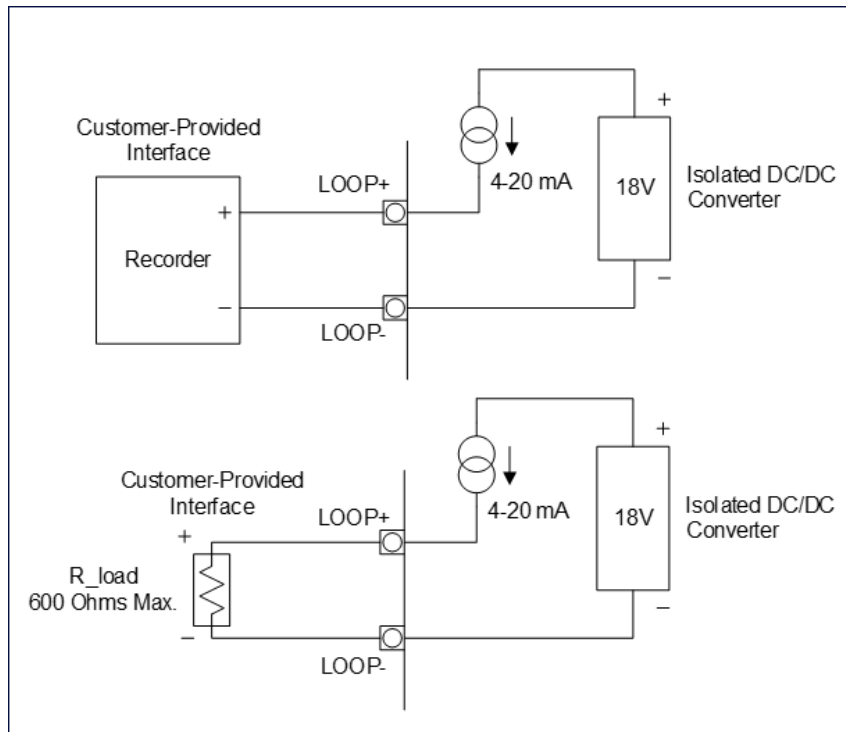 Customer-Provided
Interface
Recorder
+
−
LOOP+
LOOP-
4-20 mA
+
18V
−
Isolated DC/DC
Converter
Customer-Provided
Interface
+
R_load
600 Ohms Max.
−
LOOP+
LOOP-
4-20 mA
+
18V
−
Isolated DC/DC
Converter